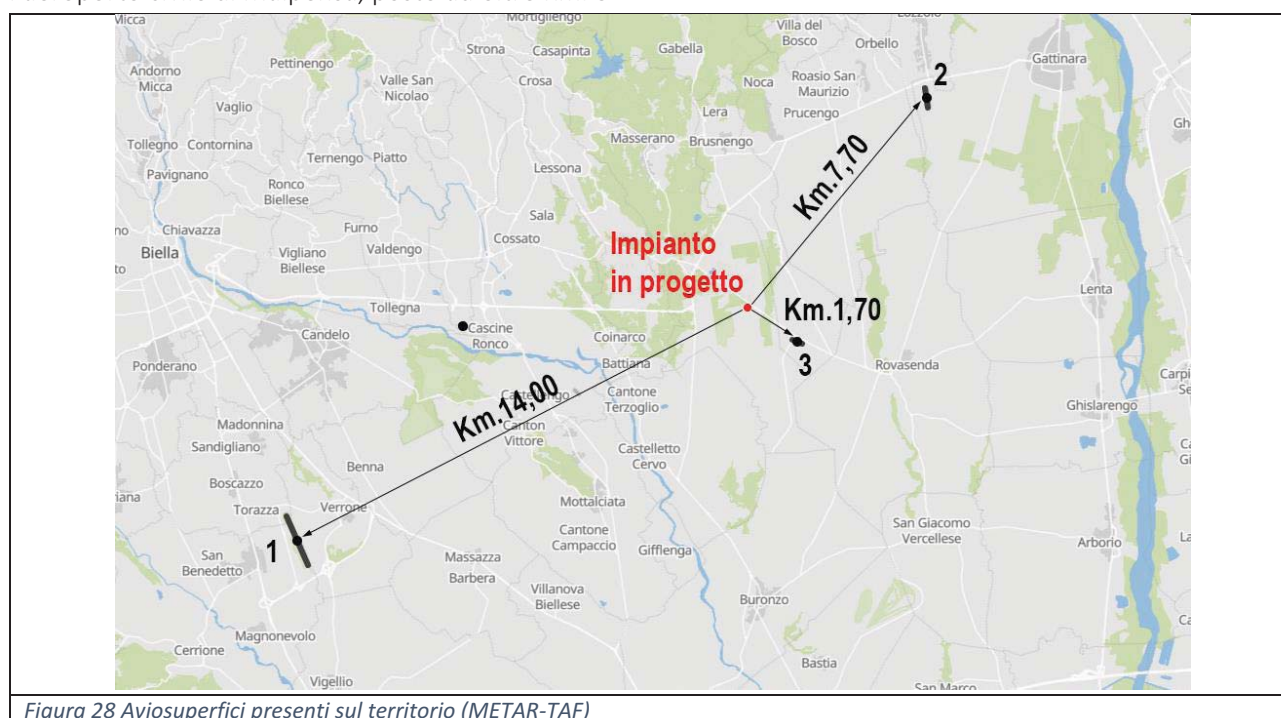 Mortigliengo
Villa del
Bosco
Orbello
Lozzolo
Andorno
Micca
Pettinengo
Strona
Casapinta
Gabella
Gattinara
Valle San
Nicolao
Crosa
Noca
Roasio San
Maurizio
2
Vaglio
Lera
Prucengo
Tollegno
Contornina
Masserano
Brusnengo
Pavignano
Ternengo
Piatto
Lessona
Ronco
Biellese
Km.7,70
Sala
Chiavazza
Furno
Cossato
Biella
Vigliano
Biellese
Valdengo
Impianto
in progetto
Lenta
Tollegna
Km.1,70
Cascine
Ronco
Candelo
Coinarco
3
Ponderano
Battiana
Rovasenda
Km.14,00
Cantone
Terzoglio
Ghislarengo
Madonnina
Canton
Vittore
Sandigliano
Castelletto
Cervo
Benna
Boscazzo
Mottalciata
Torazza
Verrone
San Giacomo
Vercellese
1
Cantone
Campaccio
Gifflenga
Arborio
San
Benedetto
Massazza
Barbera
Villanova
Biellese
Buronzo
Magnonevolo
Cerrione
Bastia
Vigellio
San Marco
Figura 28 Aviosuperfici presenti sul territorio (METAR-TAF)